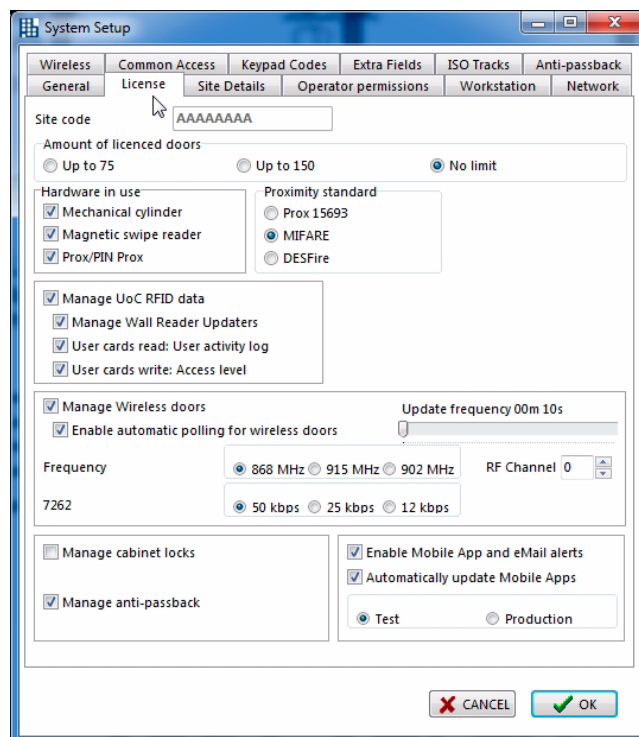 System Setup
Wireless Common Access Keypad Codes Extra Fields ISO Tracks Anti-passback
General License Site Details Operator permissions Workstation Network
Site code AAAAAAAA
Amount of licenced doors
Up to 75 Up to 150 No limit
Hardware in use Proximity standard
Mechanical cylinder Prox 15693
Magnetic swipe reader MIFARE
Prox/PIN Prox DESFire
Manage UoC RFID data
Manage Wall Reader Updaters
User cards read: User activity log
User cards write: Access level
Manage Wireless doors Update frequency 00m 10s
Enable automatic polling for wireless doors
Frequency 868 MHz 915 MHz 902 MHz RF Channel 0
7262 50 kbps 25 kbps 12 kbps
Manage cabinet locks Enable Mobile App and eMail alerts
Automatically update Mobile Apps
Manage anti-passback
Test Production
CANCEL OK